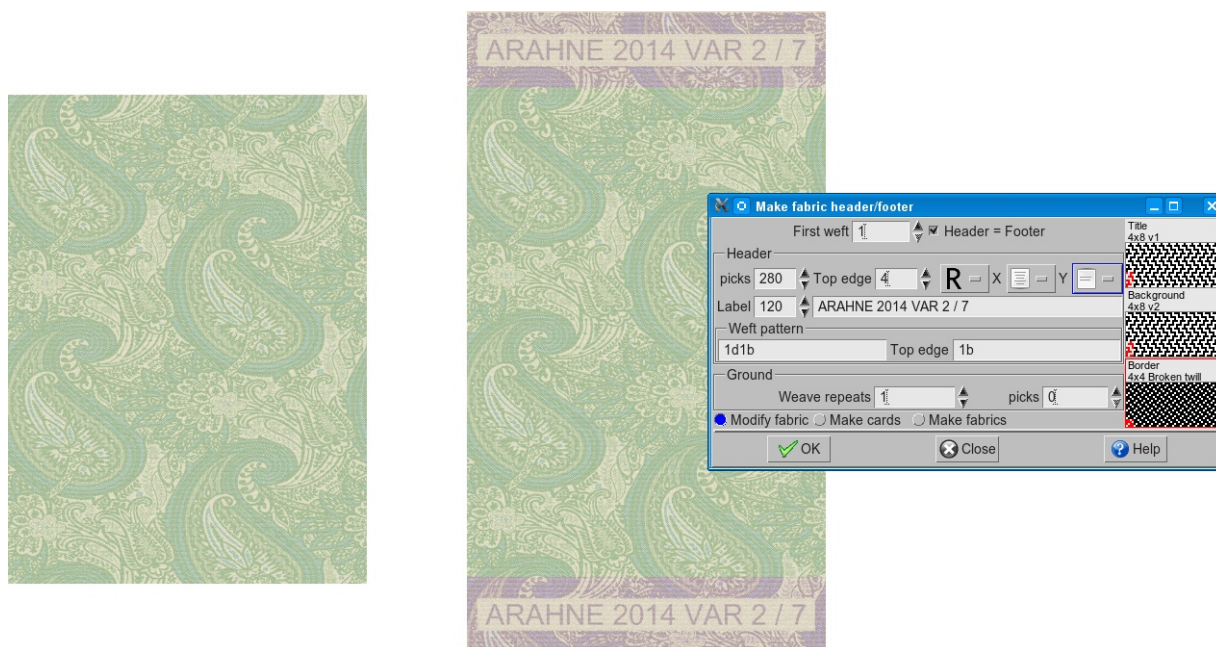 ARAHNE 2014 VAR 2 / 7
Make fabric header/footer
First weft 1 Header = Footer
Title
4x8 v1
Header
picks 280 Top edge 4 R X Y
Label 120 ARAHNE 2014 VAR 2 / 7
Background
4x8 v2
Weft pattern
1d1b Top edge 1b
Border
4x4 Broken twill
Ground
Weave repeats 1 picks 0
Modify fabric Make cards Make fabrics
OK Close Help
ARAHNE 2014 VAR 2 / 7